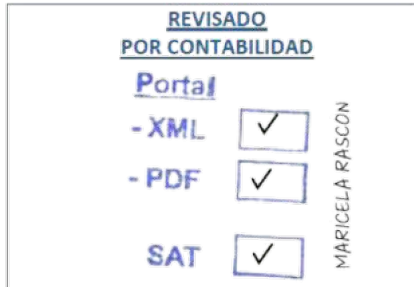 REVISADO
POR CONTABILIDAD
Portal
- XML ✓
- PDF ✓
SAT ✓
MARICELA RASCON